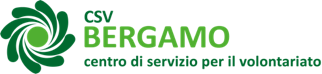 CSV
BERGAMO
centro di servizio per il volontariato